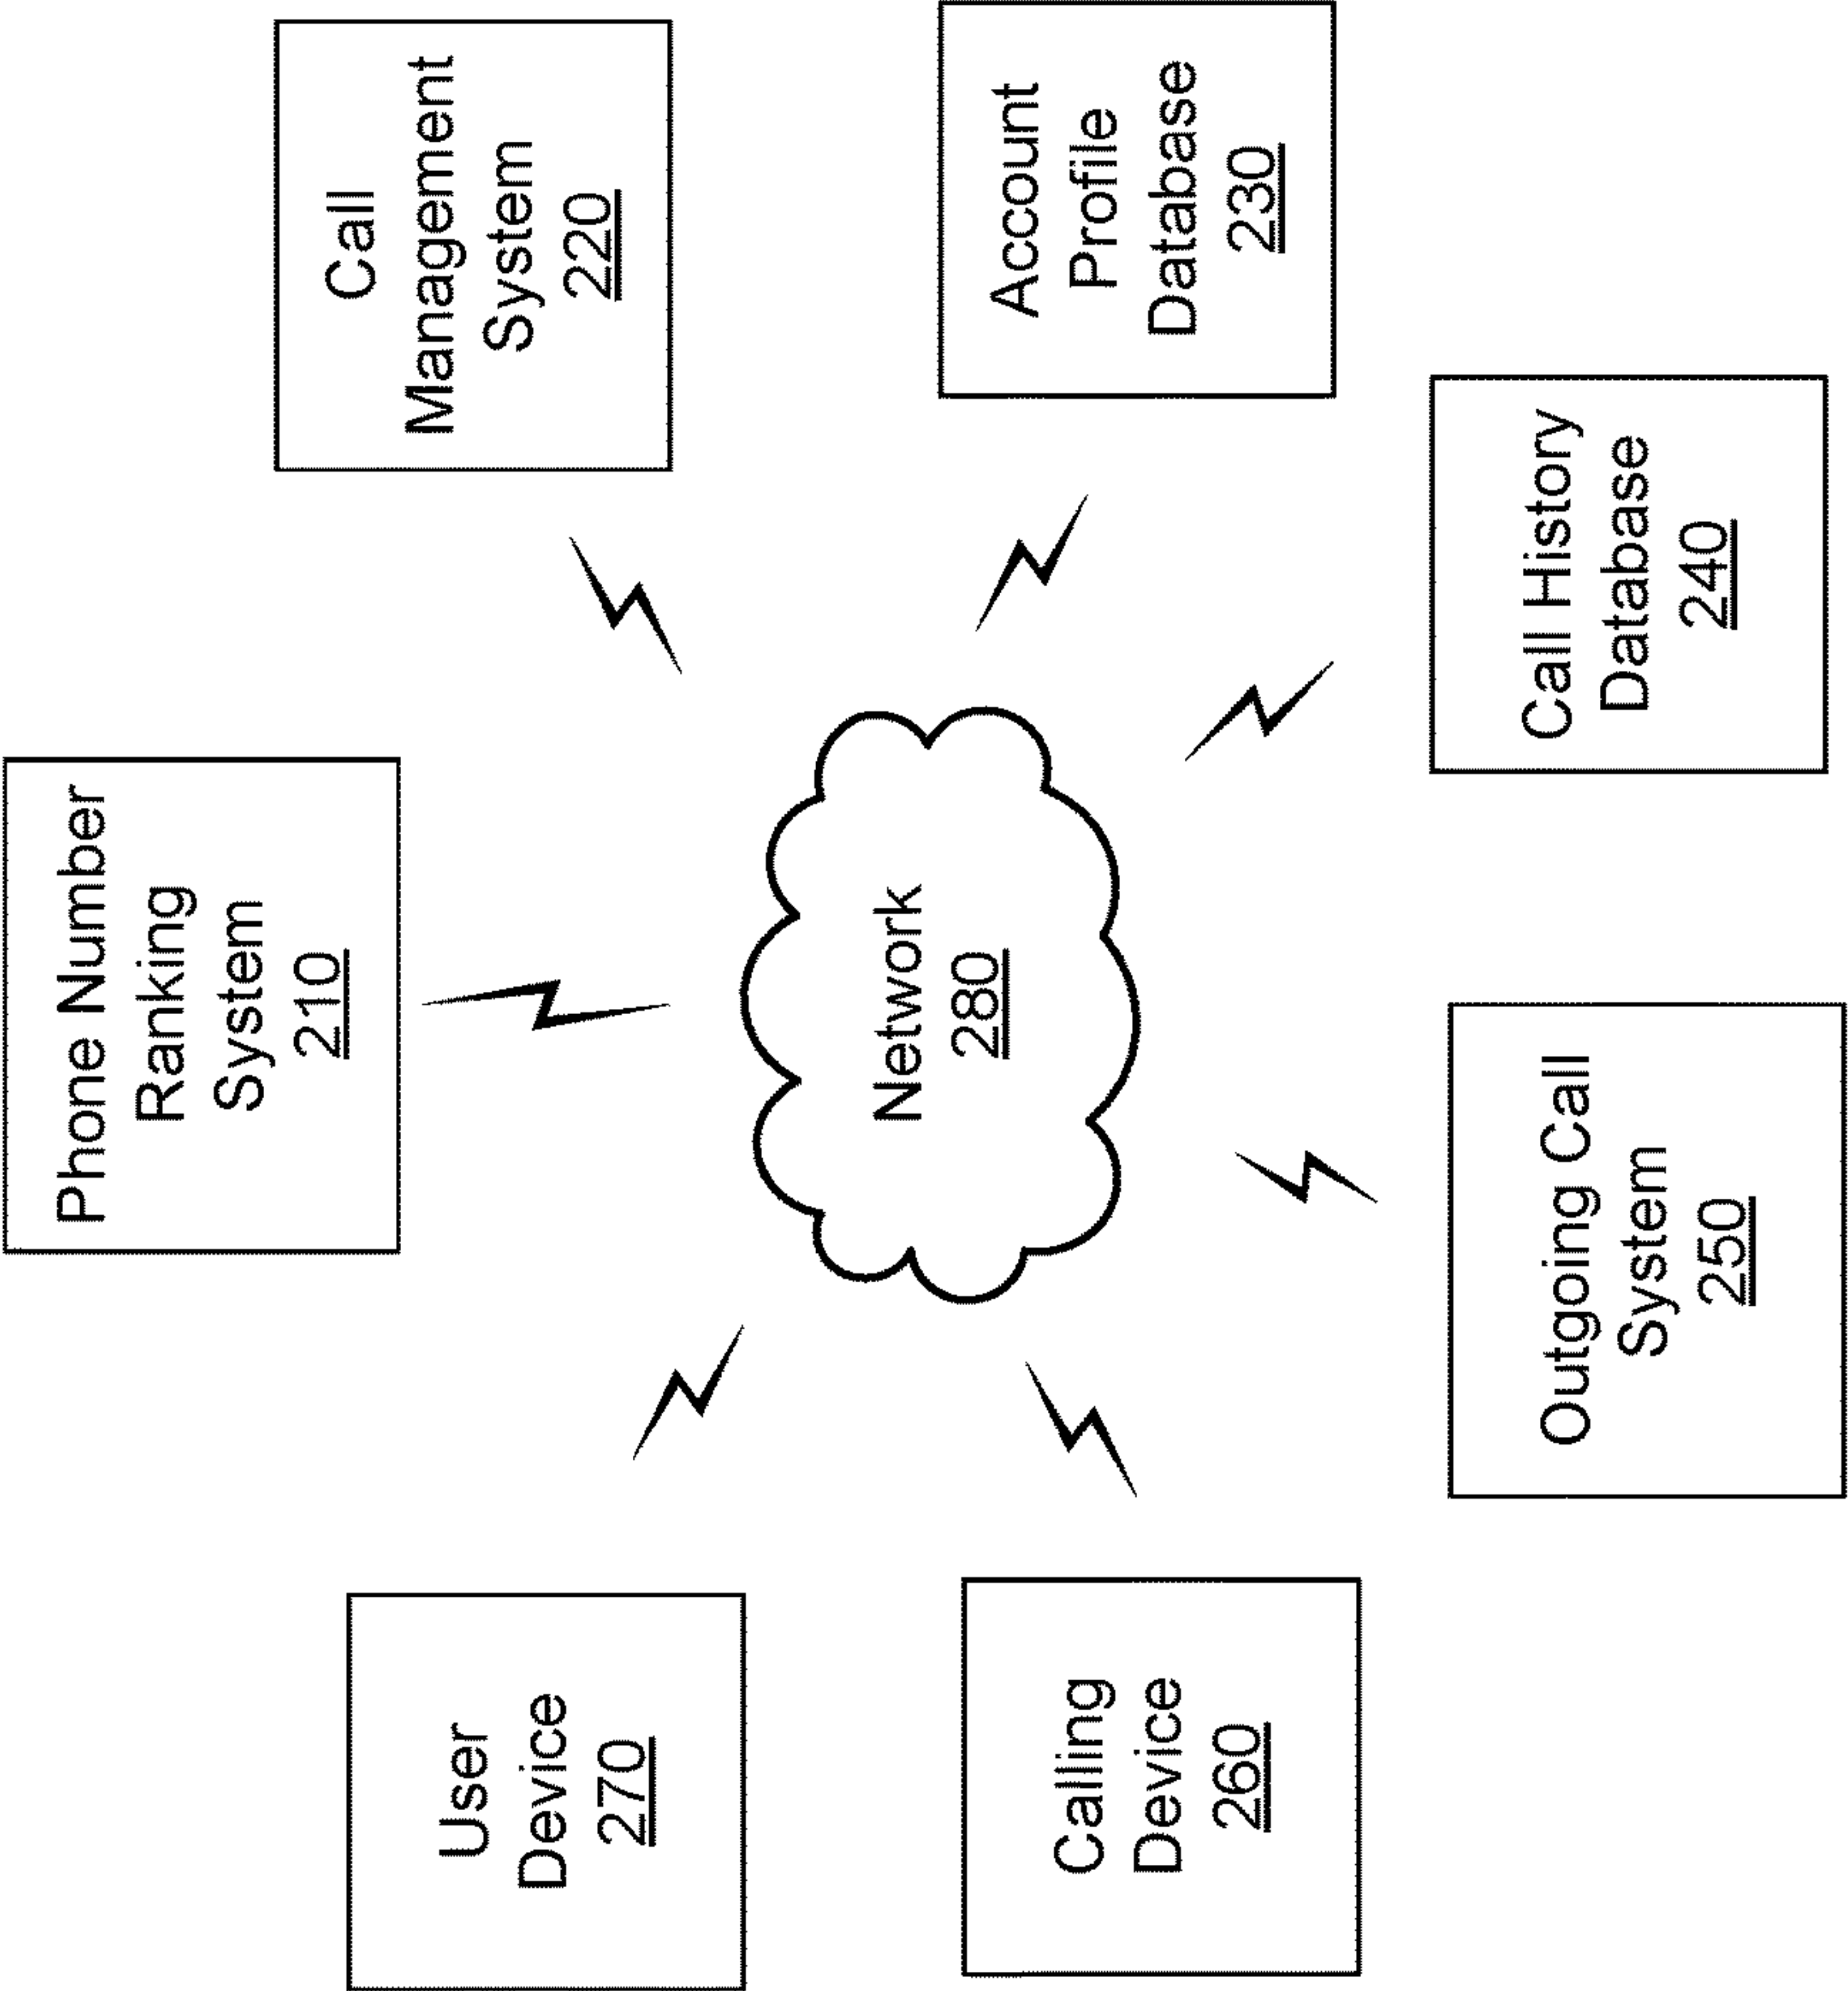 Phone Number
Ranking
System
210
Call
Management
System
220
Account
Profile
Database
230
Call History
Database
240
Outgoing Call
System
250
Calling
Device
260
User
Device
270
Network
280